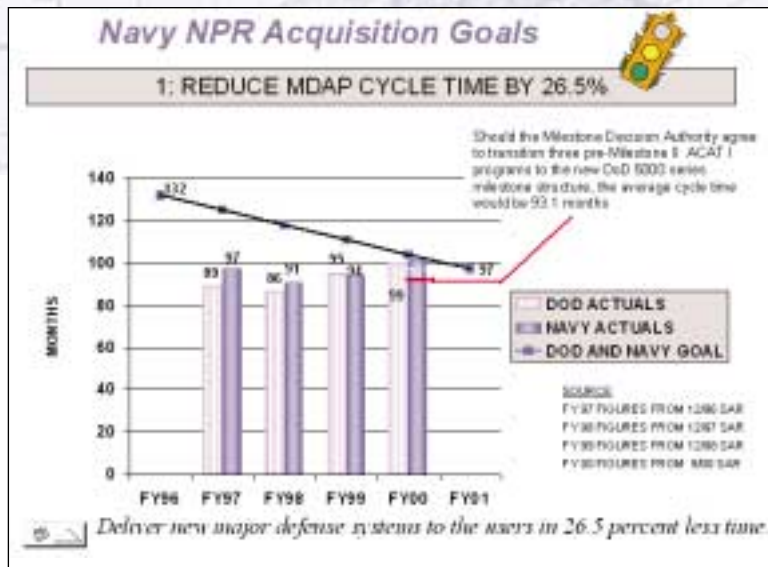 Navy NPR Acquisition Goals
1: REDUCE MDAP CYCLE TIME BY 26.5%
Should the Milestone Decision Authority agree
to transition three pre-Milestone II ACAT I
programs to the new DoD 5000 series
milestone structure, the average cycle time
would be 93.1 months
MONTHS
140
120
100
80
60
40
20
0
132
89
97
86
91
95
94
99
97
FY96 FY97 FY98 FY99 FY00 FY01
DOD ACTUALS
NAVY ACTUALS
DOD AND NAVY GOAL
SOURCE
FY97 FIGURES FROM 12/96 SAR
FY98 FIGURES FROM 12/97 SAR
FY99 FIGURES FROM 12/98 SAR
FY00 FIGURES FROM SAR
Deliver new major defense systems to the users in 26.5 percent less time.